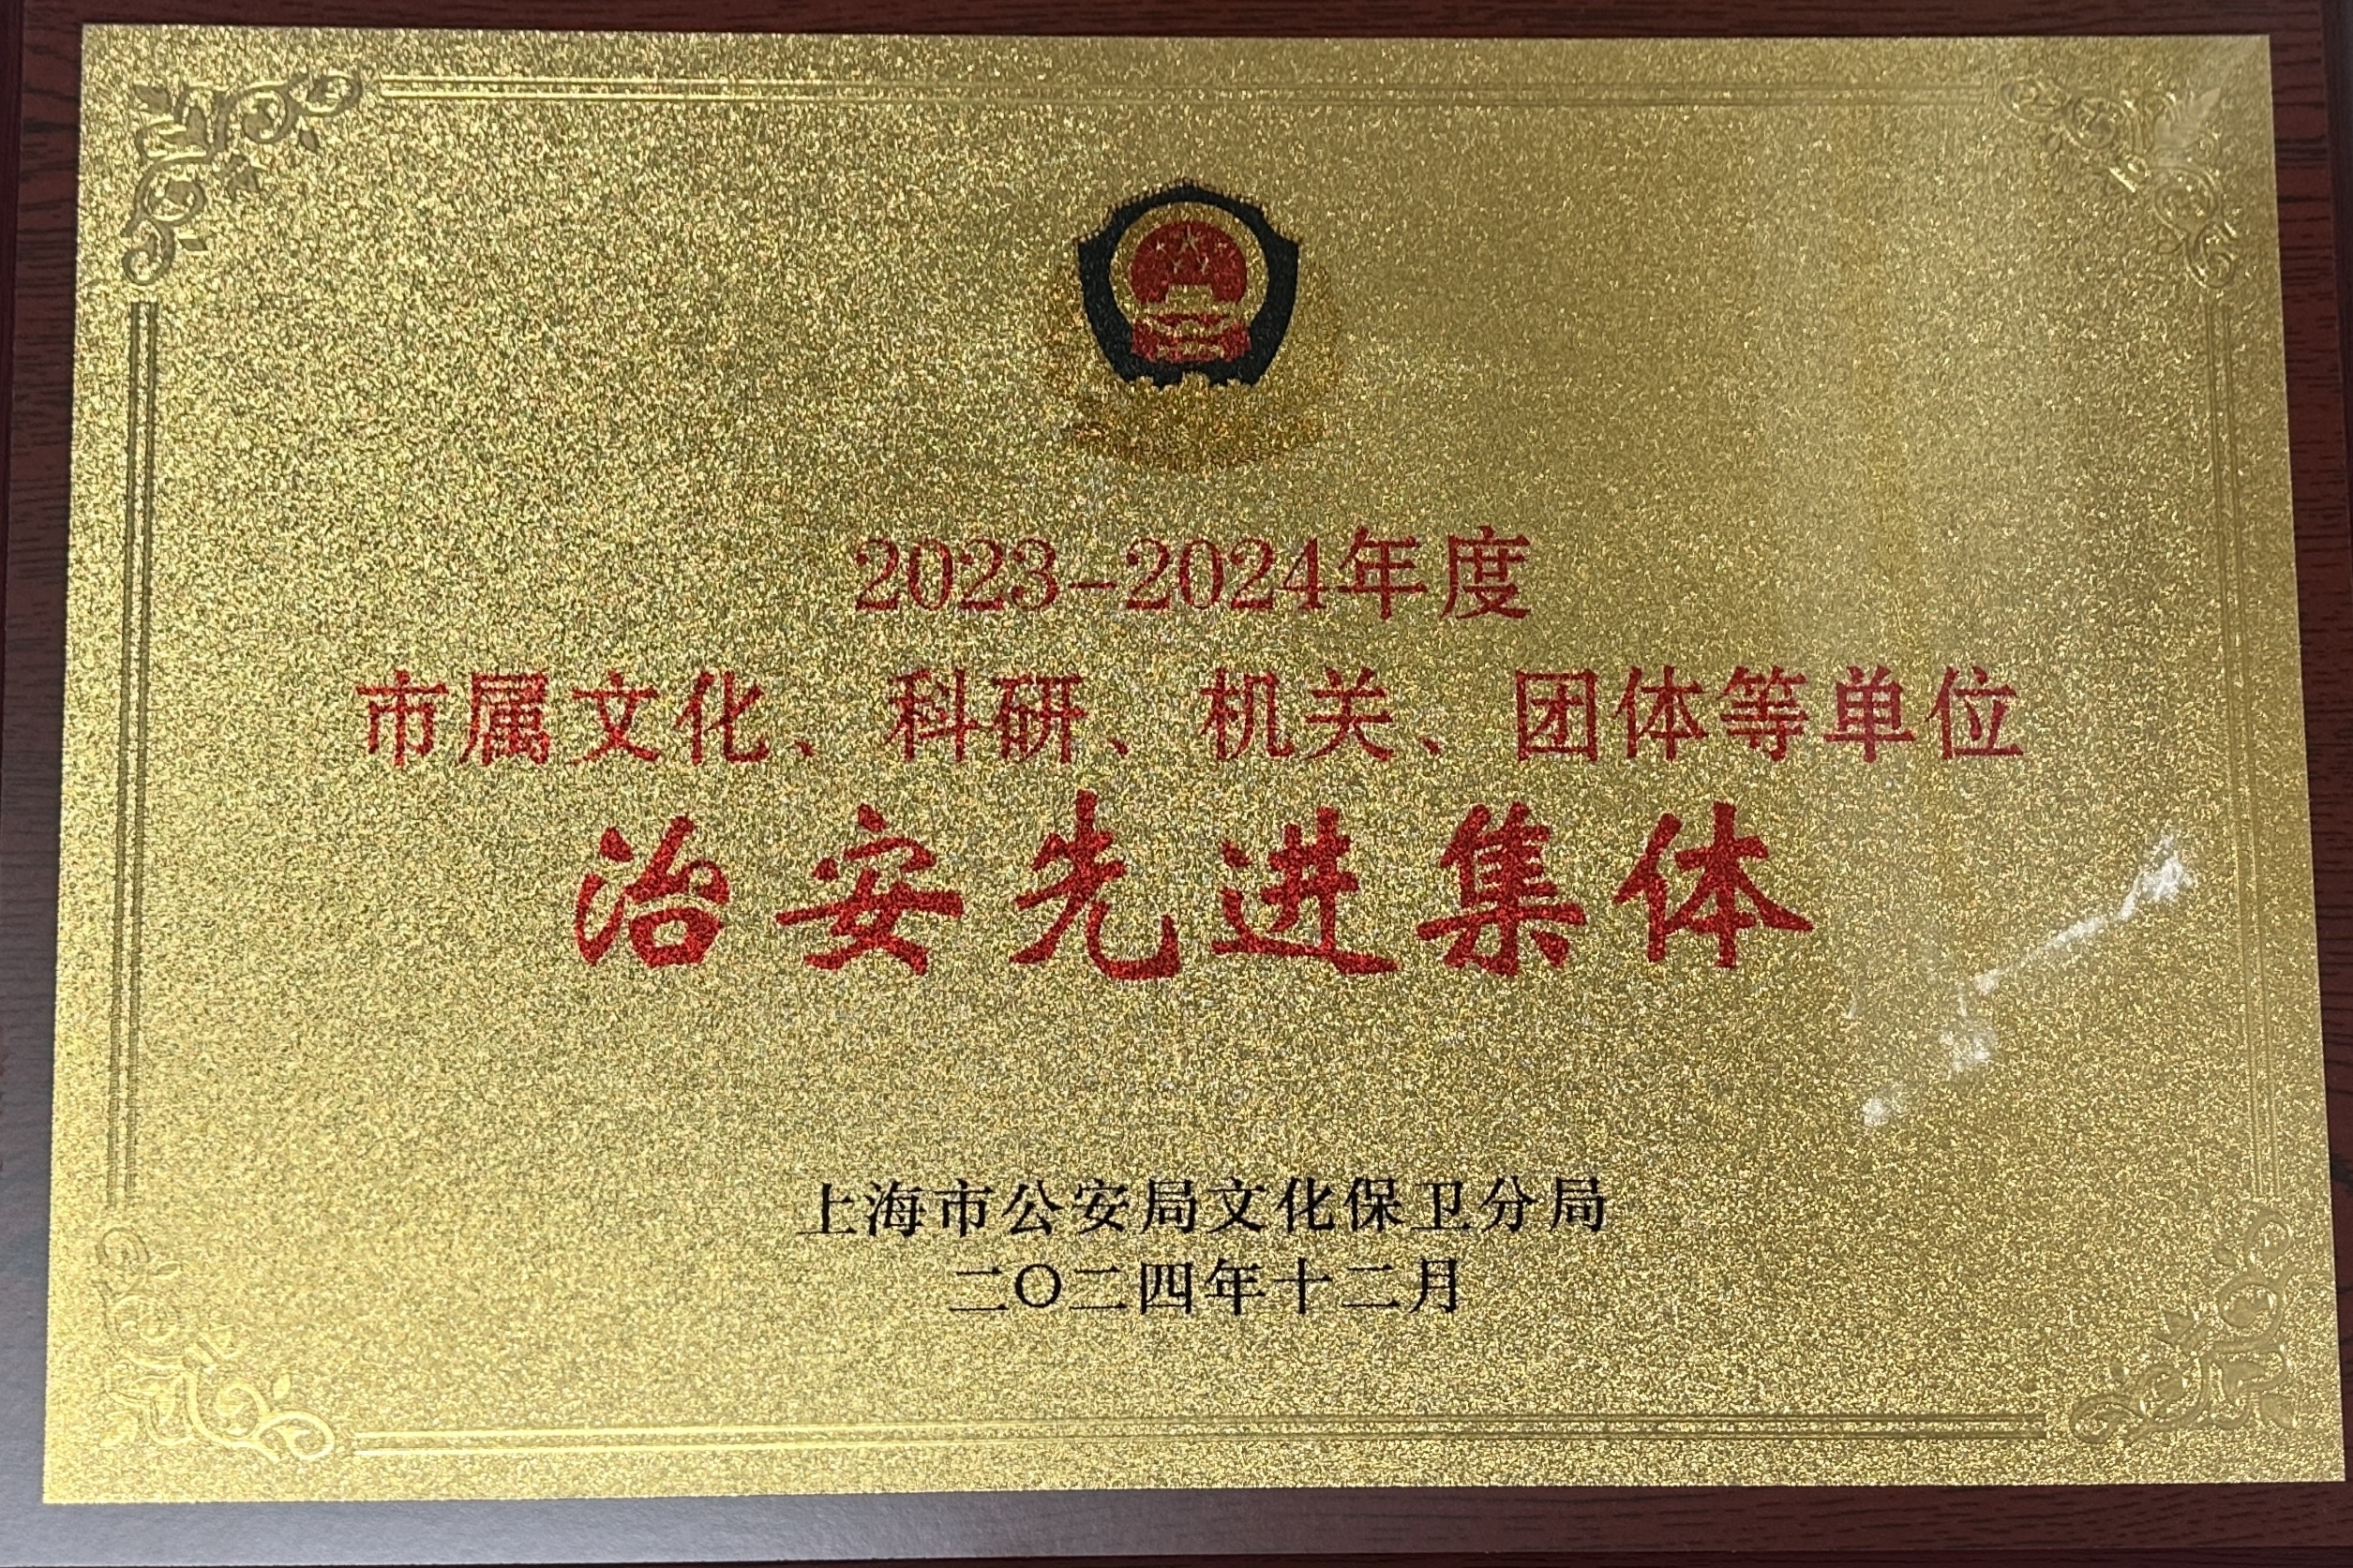 2023-2024年度
市属文化、科研、机关、团体等单位
治安先进集体
上海市公安局文化保卫分局
二〇二四年十二月